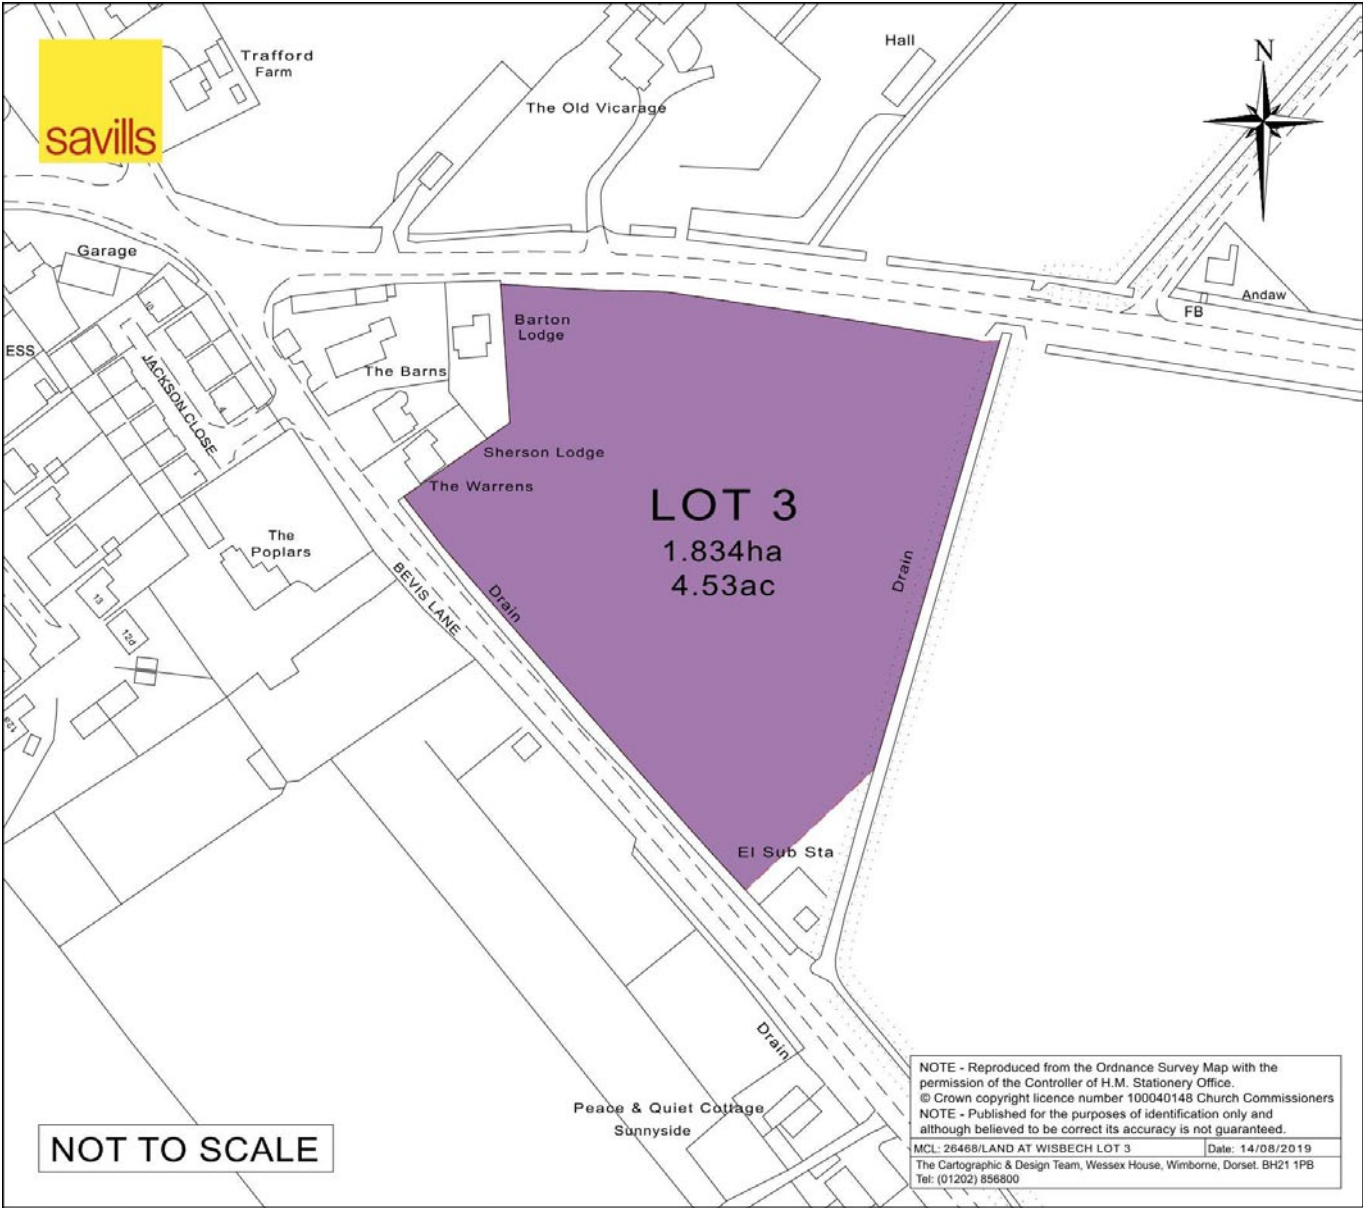 savills
Trafford
Farm
The Old Vicarage
Hall
N
Garage
Andaw
FB
ESS
JACKSON CLOSE
Barton
Lodge
The Barns
Sherson Lodge
The Warrens
LOT 3
1.834ha
4.53ac
The
Poplars
BEVIS LANE
Drain
Drain
13
12d
12a
El Sub Sta
Drain
Peace & Quiet Cottage
Sunnyside
NOT TO SCALE
NOTE - Reproduced from the Ordnance Survey Map with the
permission of the Controller of H.M. Stationery Office.
© Crown copyright licence number 100040148 Church Commissioners
NOTE - Published for the purposes of identification only and
although believed to be correct its accuracy is not guaranteed.
MCL: 26468/LAND AT WISBECH LOT 3
Date: 14/08/2019
The Cartographic & Design Team, Wessex House, Wimborne, Dorset. BH21 1PB
Tel: (01202) 856800